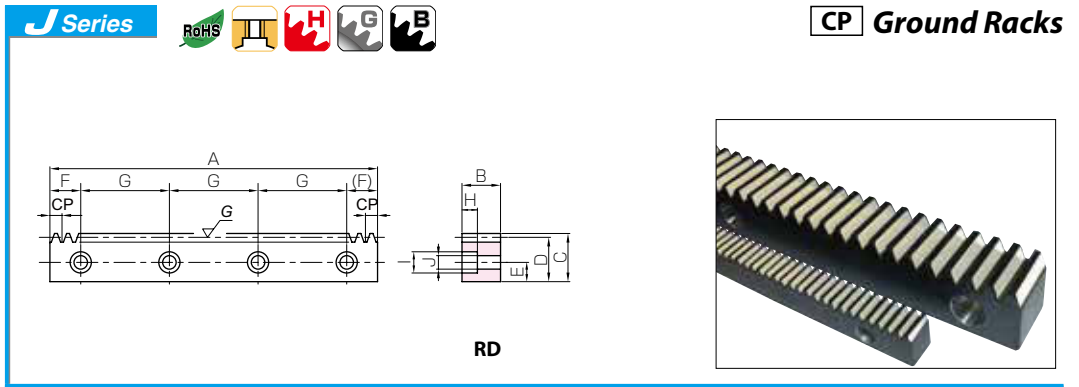 J Series
RoHS
H
G
B
CP Ground Racks
A
F G G G (F)
CP CP
G
B
H
I
J
E
D
C
RD